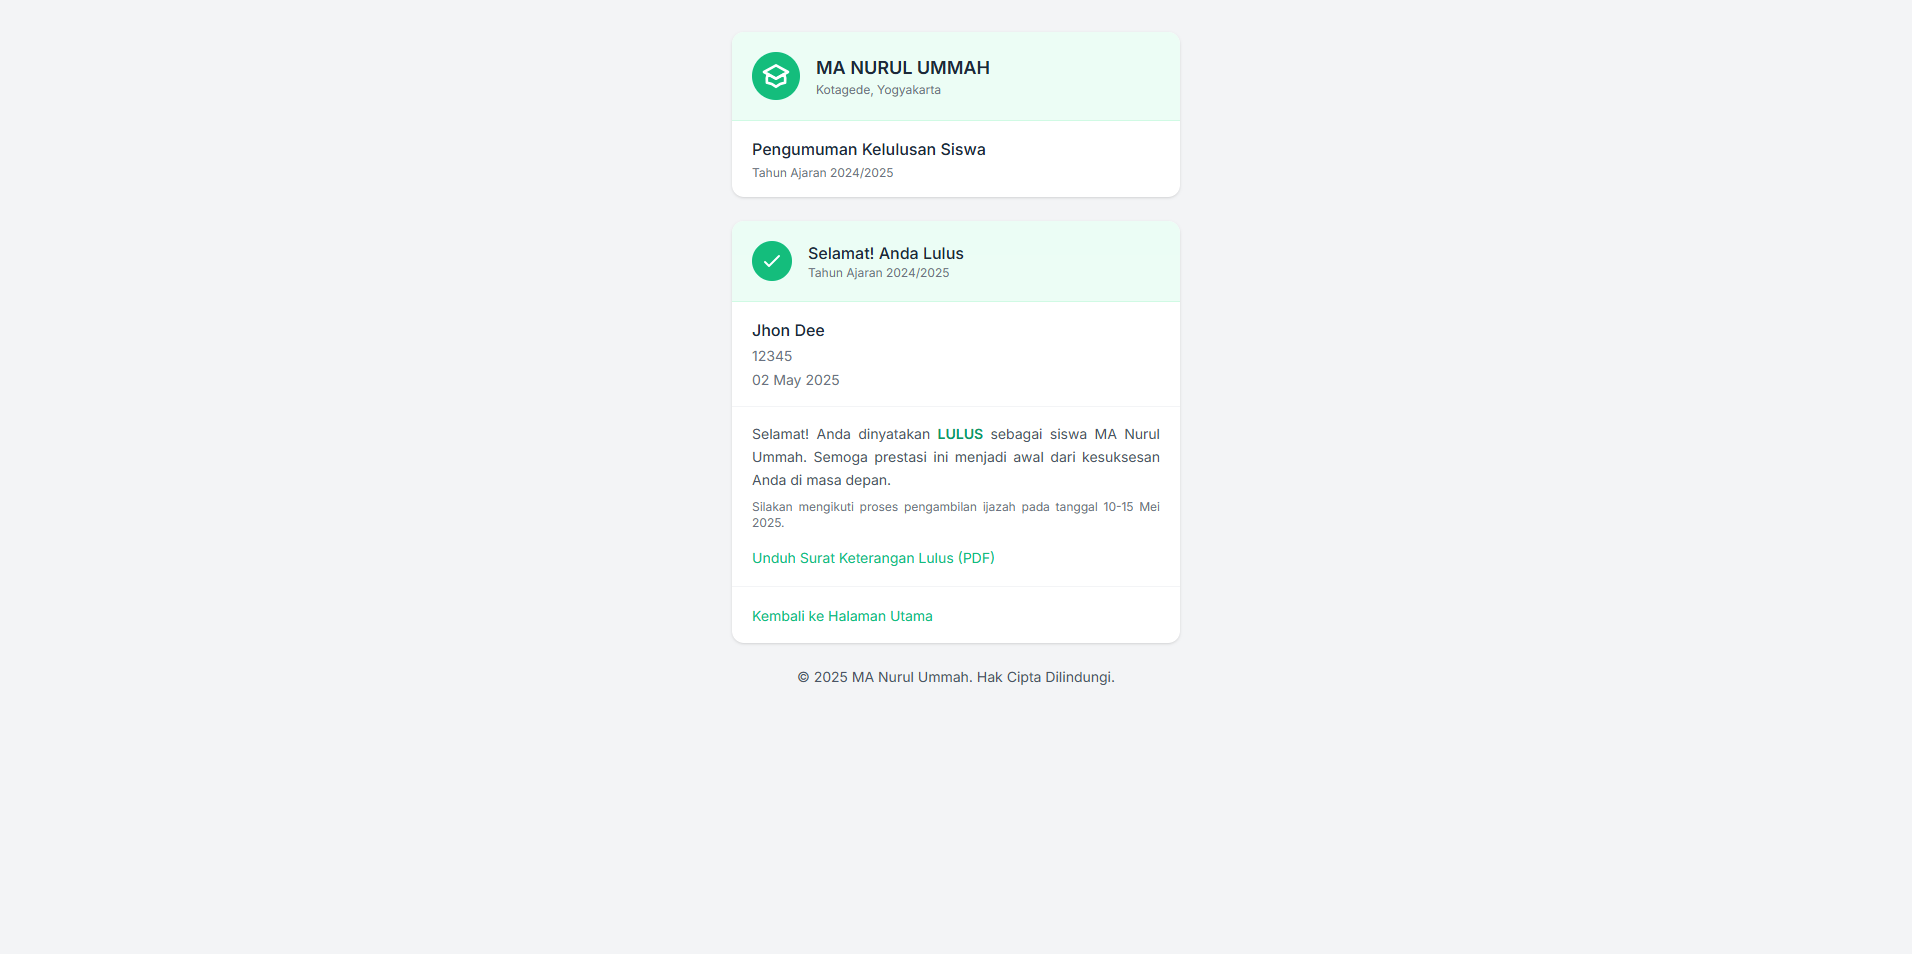 MA NURUL UMMAH
Kotagede, Yogyakarta
Pengumuman Kelulusan Siswa
Tahun Ajaran 2024/2025
Selamat! Anda Lulus
Tahun Ajaran 2024/2025
Jhon Dee
12345
02 May 2025
Selamat! Anda dinyatakan LULUS sebagai siswa MA Nurul
Ummah. Semoga prestasi ini menjadi awal dari kesuksesan
Anda di masa depan.
Silakan mengikuti proses pengambilan ijazah pada tanggal 10-15 Mei
2025.
Unduh Surat Keterangan Lulus (PDF)
Kembali ke Halaman Utama
© 2025 MA Nurul Ummah. Hak Cipta Dilindungi.